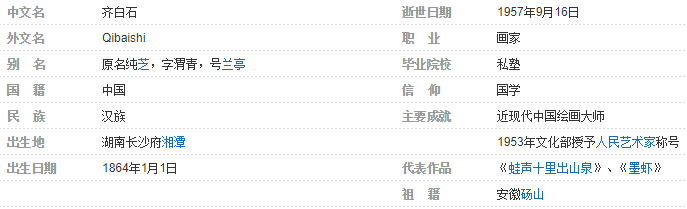 中文名 齐白石
外文名 Qibaishi
别 名 原名纯芝，字渭青，号兰亭
国 籍 中国
民 族 汉族
出生地 湖南长沙府湘潭
出生日期 1864年1月1日
逝世日期 1957年9月16日
职 业 画家
毕业院校 私塾
信 仰 国学
主要成就 近现代中国绘画大师
1953年文化部授予人民艺术家称号
代表作品 《蛙声十里出山泉》、《墨虾》
祖 籍 安徽砀山